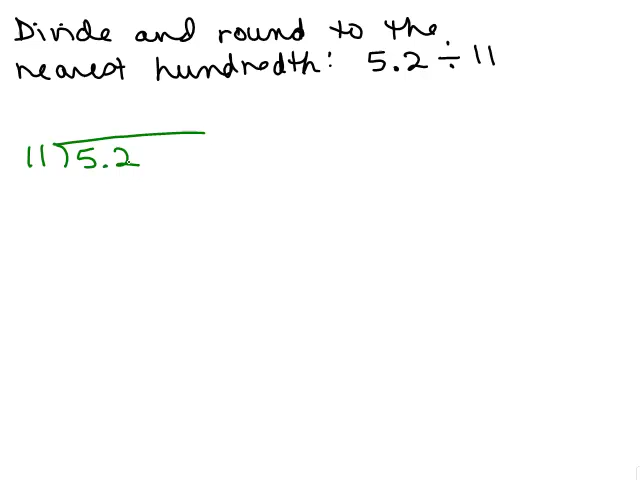 Divide and round to the
nearest hundredth: 5.2 ÷ 11
11)5.2